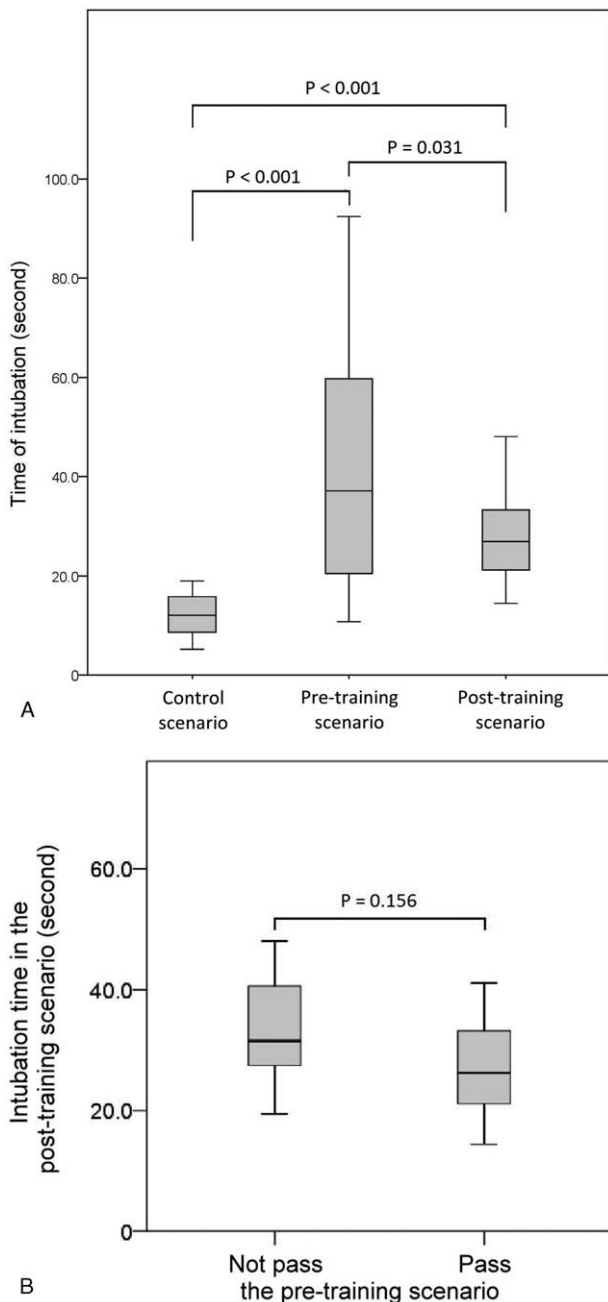 P < 0.001
P = 0.031
P < 0.001
Time of intubation (second)
100.0
80.0
60.0
40.0
20.0
0
Control
scenario
Pre-training
scenario
Post-training
scenario
A
Intubation time in the
post-training scenario (second)
60.0
40.0
20.0
0
P = 0.156
Not pass
Pass
the pre-training scenario
B